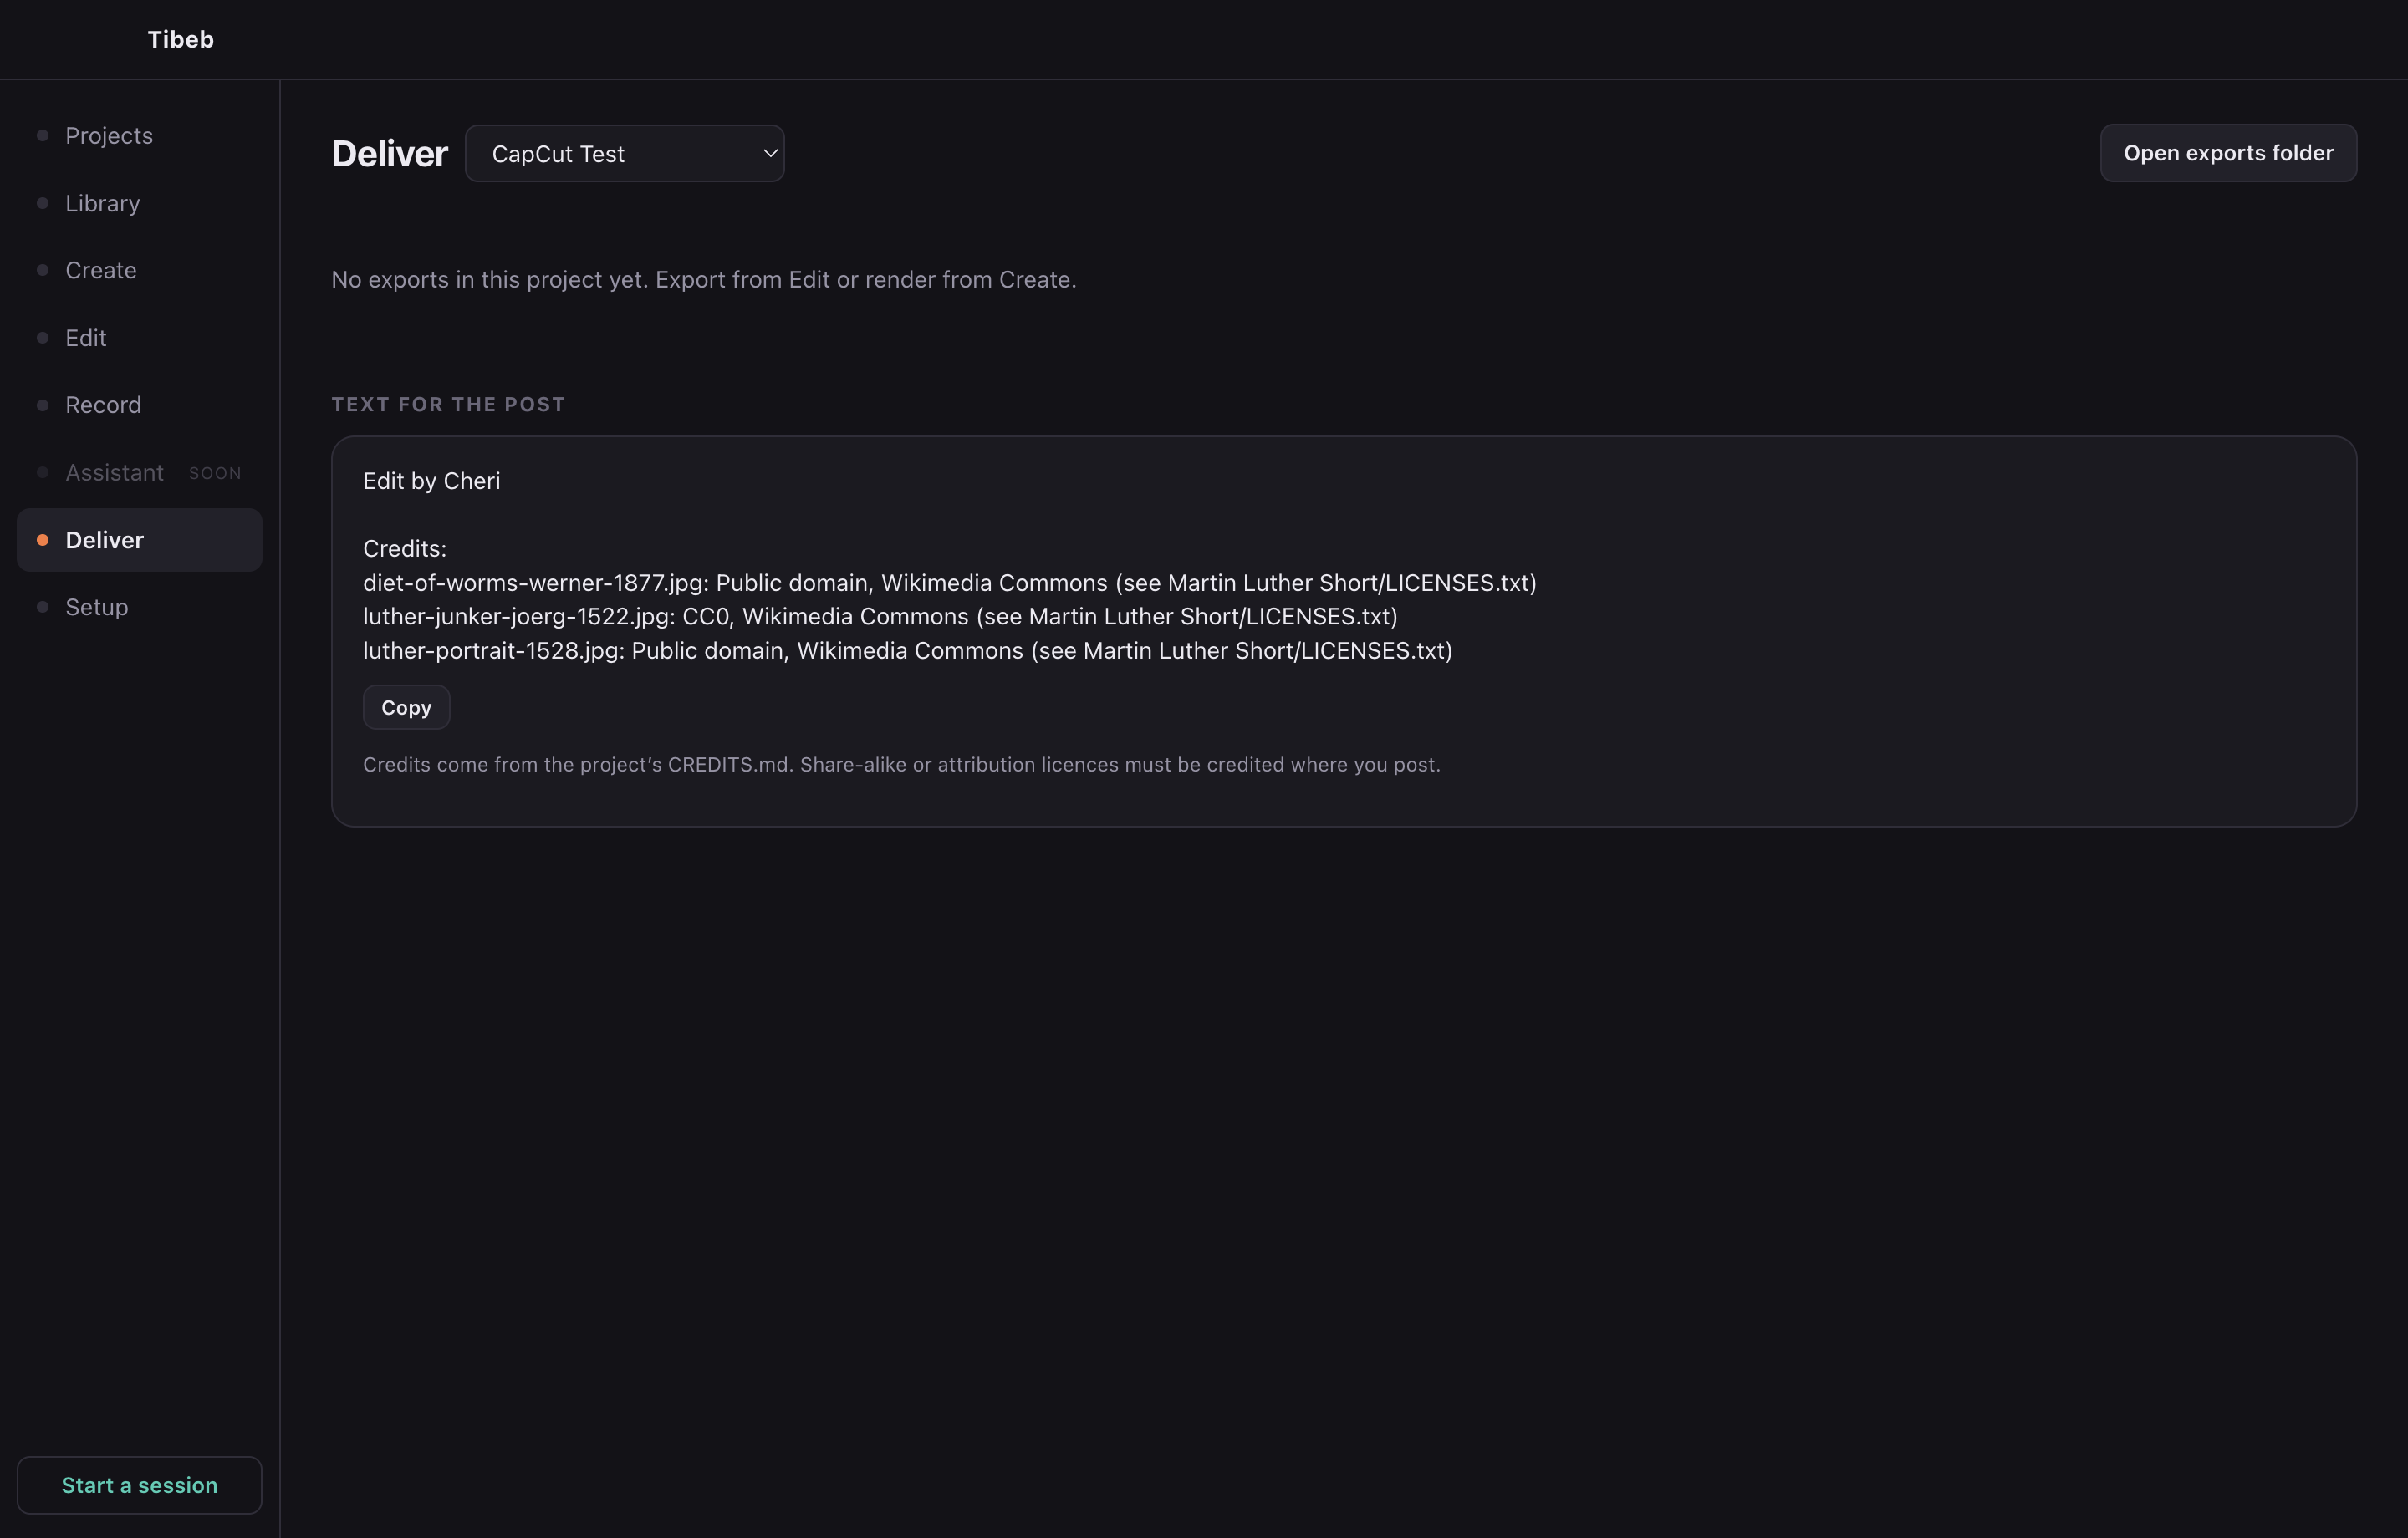 Tibeb
Projects
Library
Create
Edit
Record
Assistant SOON
Deliver
Setup
Start a session
Deliver CapCut Test Open exports folder
No exports in this project yet. Export from Edit or render from Create.
TEXT FOR THE POST
Edit by Cheri
Credits:
diet-of-worms-werner-1877.jpg: Public domain, Wikimedia Commons (see Martin Luther Short/LICENSES.txt)
luther-junker-joerg-1522.jpg: CC0, Wikimedia Commons (see Martin Luther Short/LICENSES.txt)
luther-portrait-1528.jpg: Public domain, Wikimedia Commons (see Martin Luther Short/LICENSES.txt)
Copy
Credits come from the project’s CREDITS.md. Share-alike or attribution licences must be credited where you post.